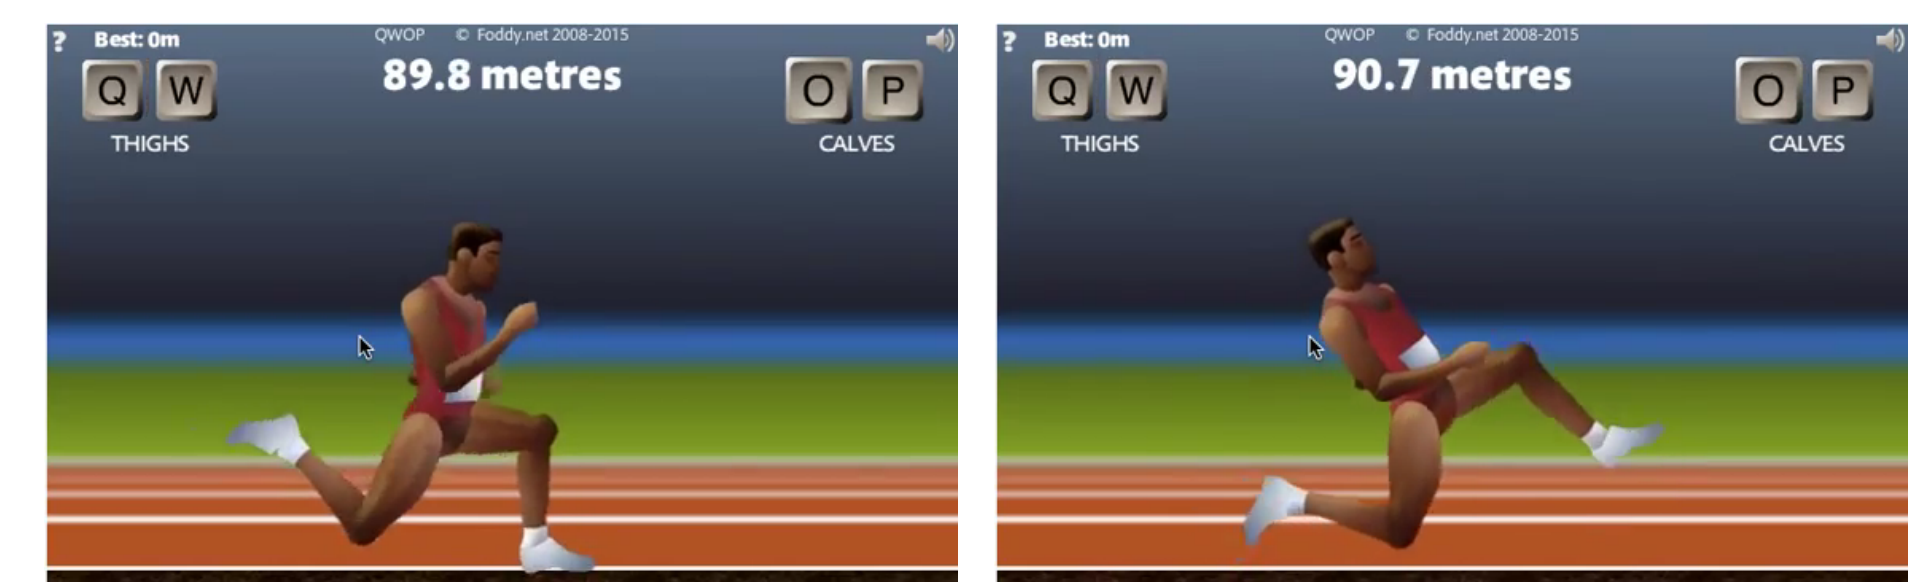 ? Best: 0m QWOP © Foddy.net 2008-2015
89.8 metres
Q W O P
THIGHS CALVES
? Best: 0m QWOP © Foddy.net 2008-2015
90.7 metres
Q W O P
THIGHS CALVES